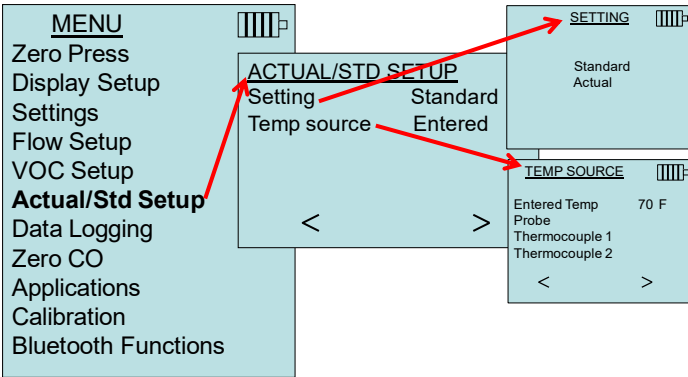 MENU
Zero Press
Display Setup
Settings
Flow Setup
VOC Setup
Actual/Std Setup
Data Logging
Zero CO
Applications
Calibration
Bluetooth Functions
ACTUAL/STD SETUP
Setting Standard
Temp source Entered
< >
SETTING
Standard
Actual
TEMP SOURCE
Entered Temp 70 F
Probe
Thermocouple 1
Thermocouple 2
< >